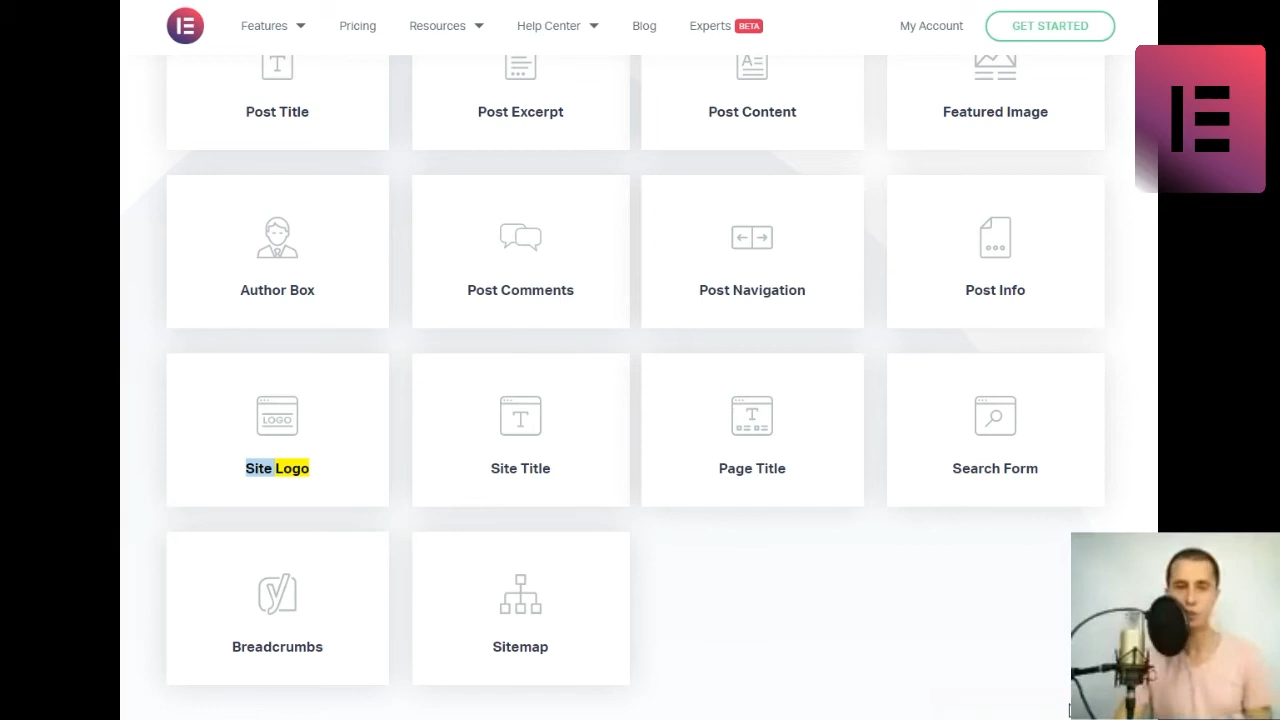 Features Pricing Resources Help Center Blog Experts BETA My Account GET STARTED
T
A
Post Title Post Excerpt Post Content Featured Image
Author Box Post Comments Post Navigation Post Info
LOGO T T
Site Logo Site Title Page Title Search Form
y
Breadcrumbs Sitemap